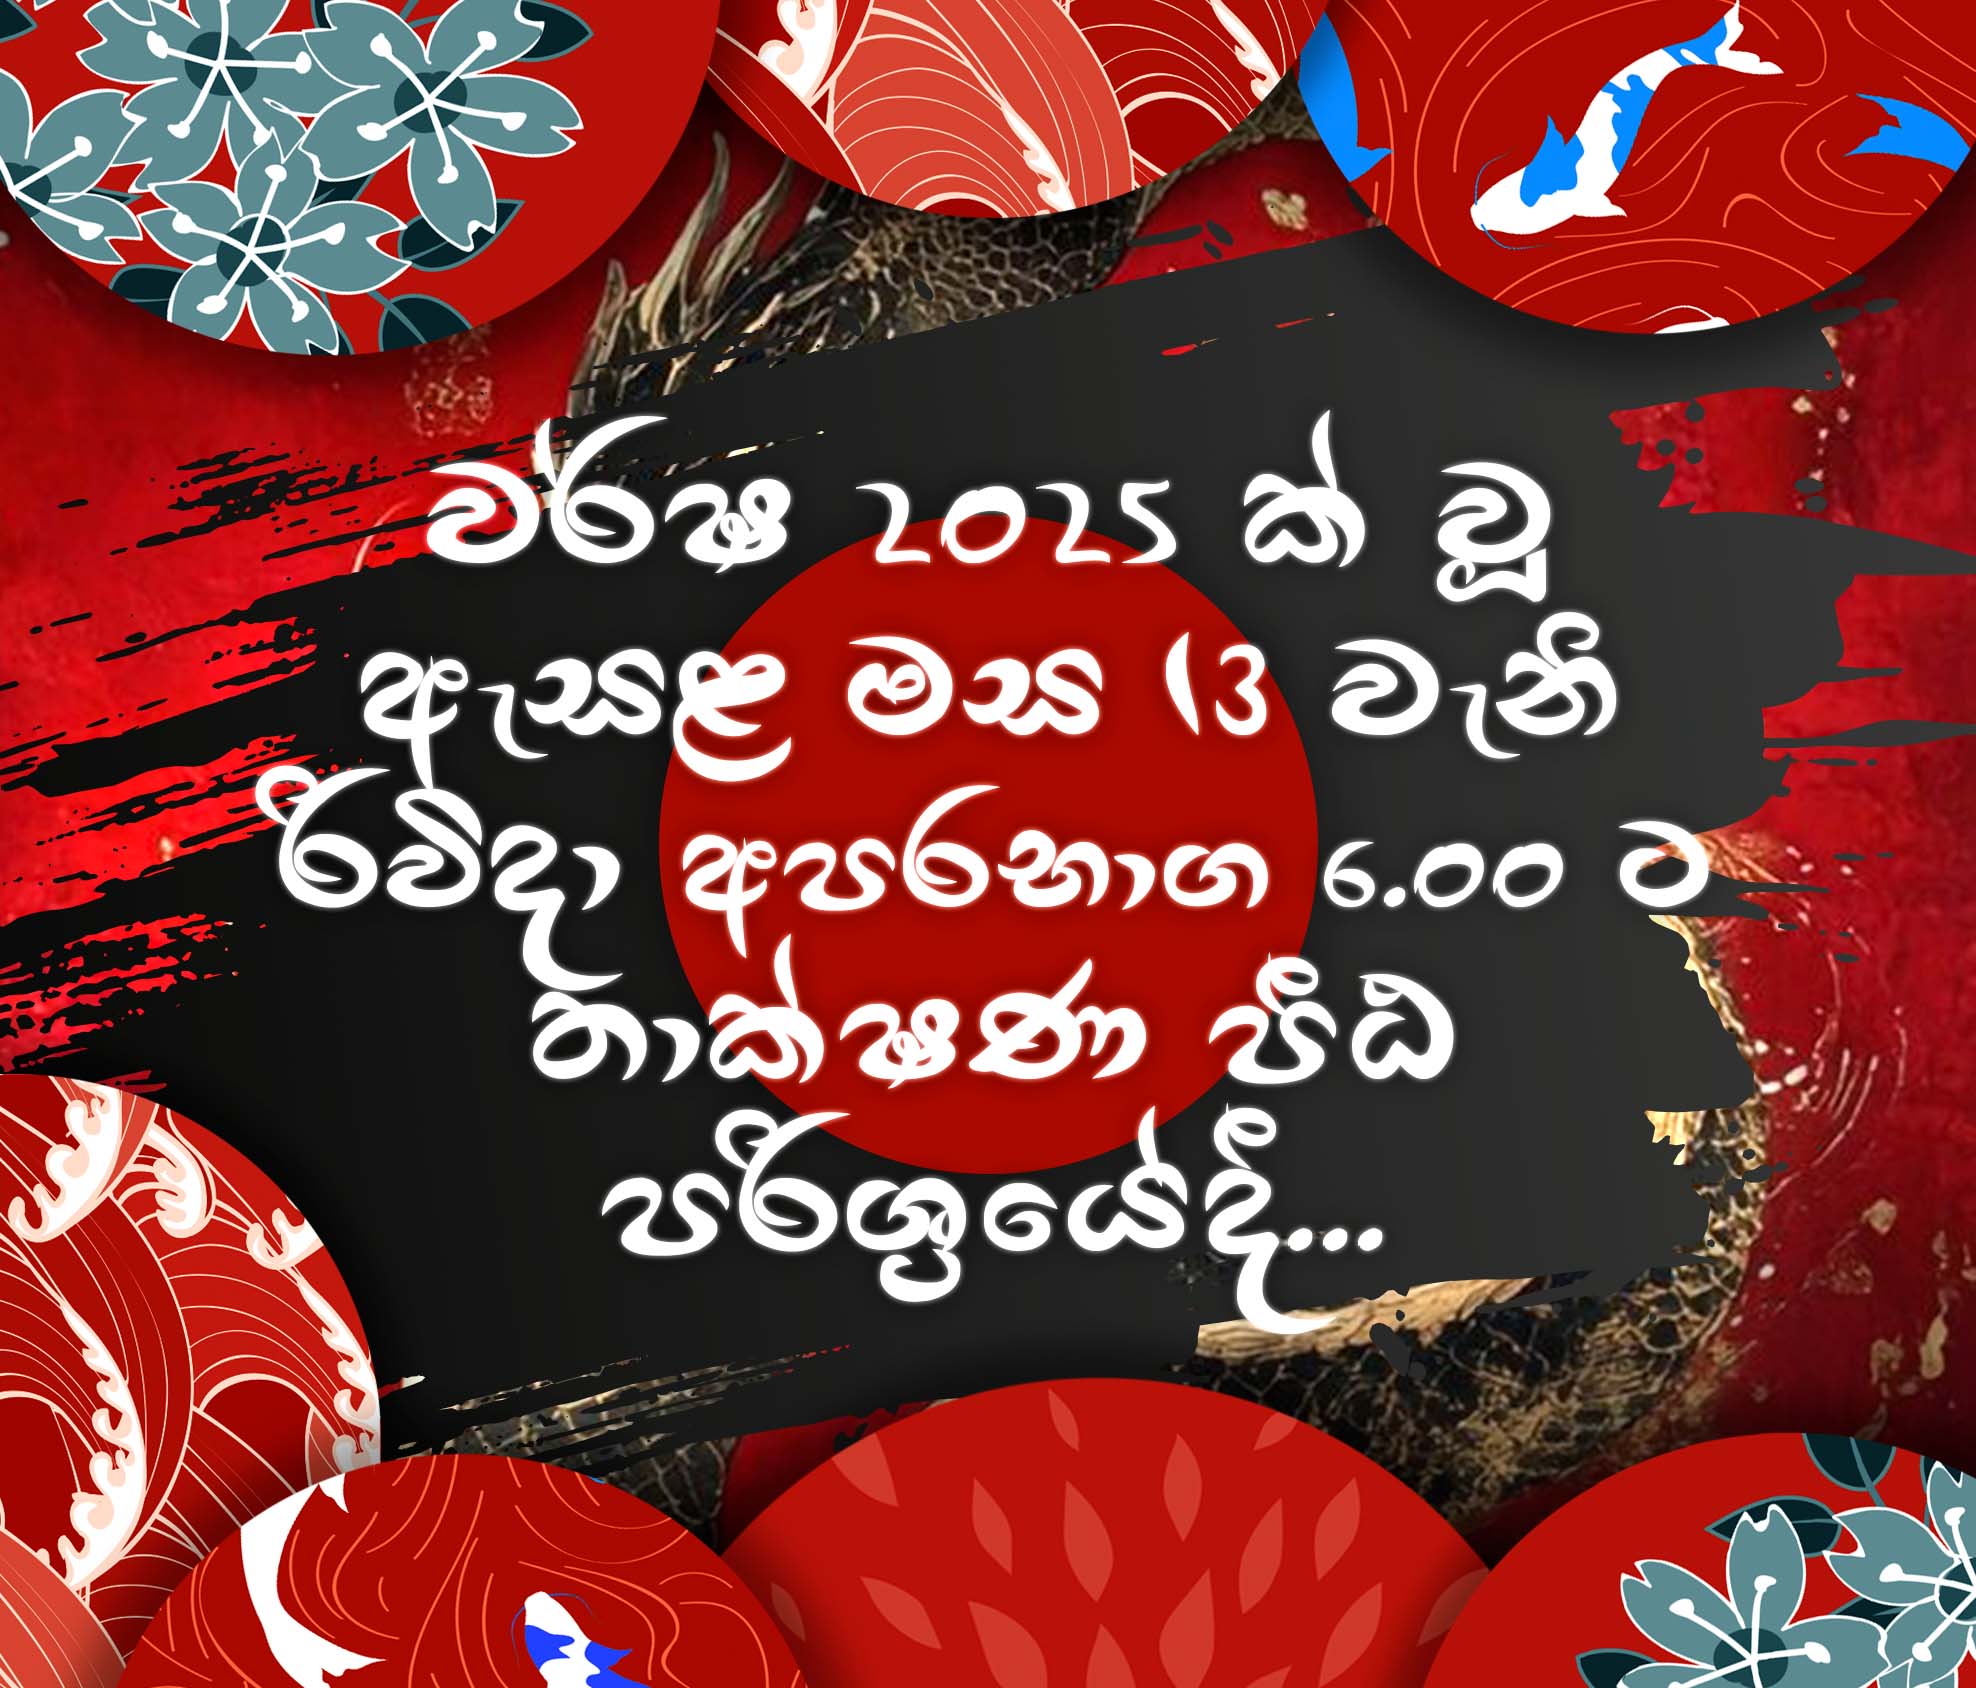 වර්ෂ 2025 ක් වූ
ඇසළ මස 13 වැනි
රිවිදා අපරභාග 6.00 ට
තාක්ෂණ පීඨ
පරිශ්‍රයේදී...